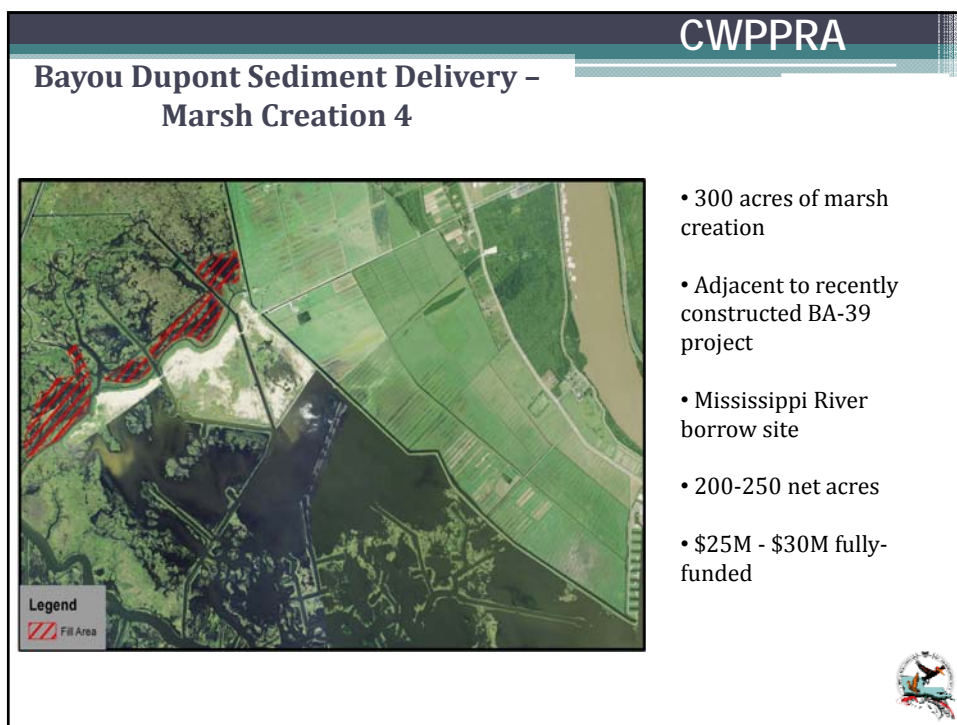 CWPPRA
Bayou Dupont Sediment Delivery –
Marsh Creation 4
• 300 acres of marsh
creation
• Adjacent to recently
constructed BA-39
project
• Mississippi River
borrow site
• 200-250 net acres
• $25M - $30M fully-
funded
Legend
Fill Area